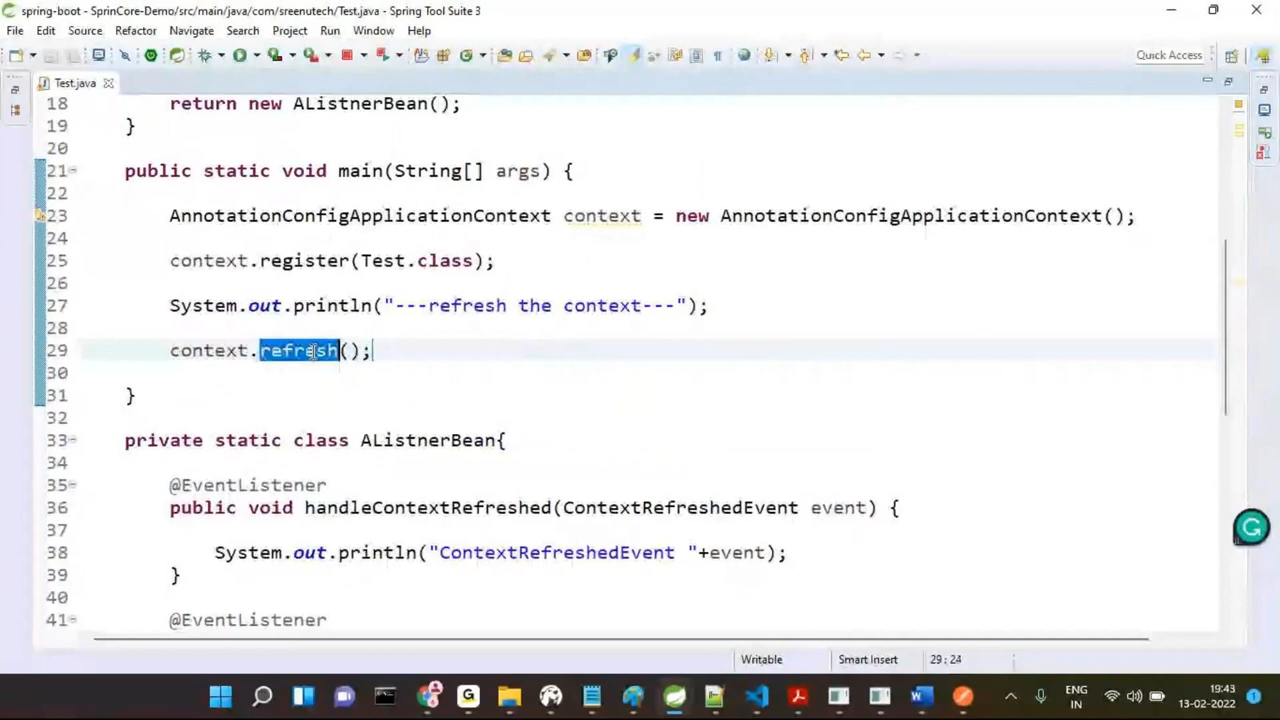 spring-boot - SprinCore-Demo/src/main/java/com/sreenutech/Test.java - Spring Tool Suite 3
File Edit Source Refactor Navigate Search Project Run Window Help
Quick Access
Test.java
18 return new AListnerBean();
19 }
20
21 public static void main(String[] args) {
22
23 AnnotationConfigApplicationContext context = new AnnotationConfigApplicationContext();
24
25 context.register(Test.class);
26
27 System.out.println("---refresh the context---");
28
29 context.refresh();
30
31 }
32
33 private static class AListnerBean{
34
35 @EventListener
36 public void handleContextRefreshed(ContextRefreshedEvent event) {
37
38 System.out.println("ContextRefreshedEvent "+event);
39 }
40
41 @EventListener
Writable Smart Insert 29 : 24
ENG 19:43
IN 13-02-2022